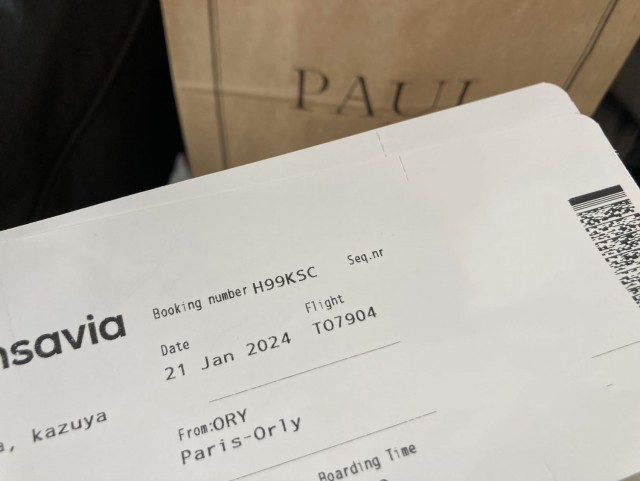 PAUL
nsavia
Booking number H99KSC
Seq.nr
Date
21 Jan 2024
Flight
TO7904
a, kazuya
From:ORY
Paris-Orly
Boarding Time